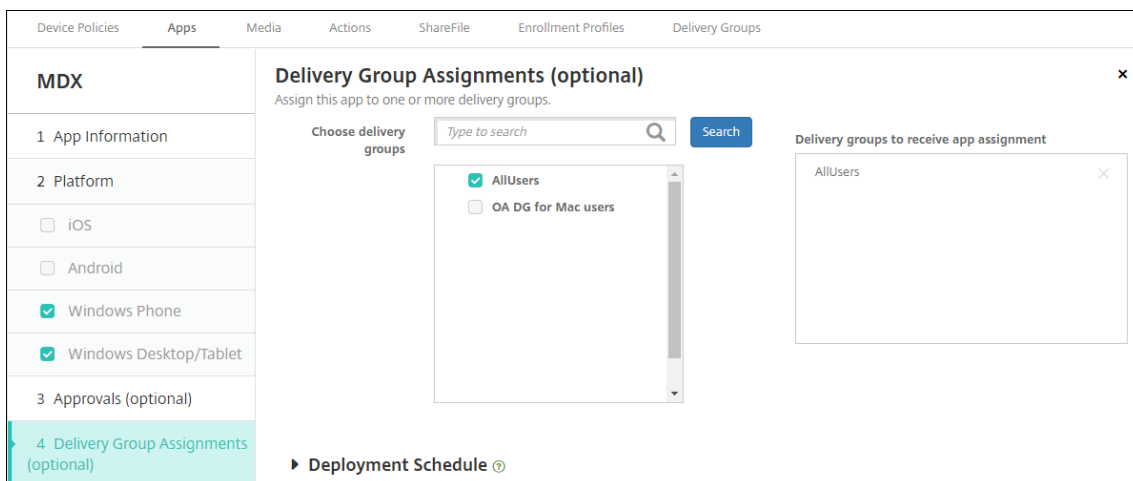 Device Policies
Apps
Media
Actions
ShareFile
Enrollment Profiles
Delivery Groups
MDX
1 App Information
2 Platform
iOS
Android
Windows Phone
Windows Desktop/Tablet
3 Approvals (optional)
4 Delivery Group Assignments
(optional)
Delivery Group Assignments (optional)
Assign this app to one or more delivery groups.
Choose delivery
groups
Type to search
Search
AllUsers
OA DG for Mac users
Delivery groups to receive app assignment
AllUsers
Deployment Schedule